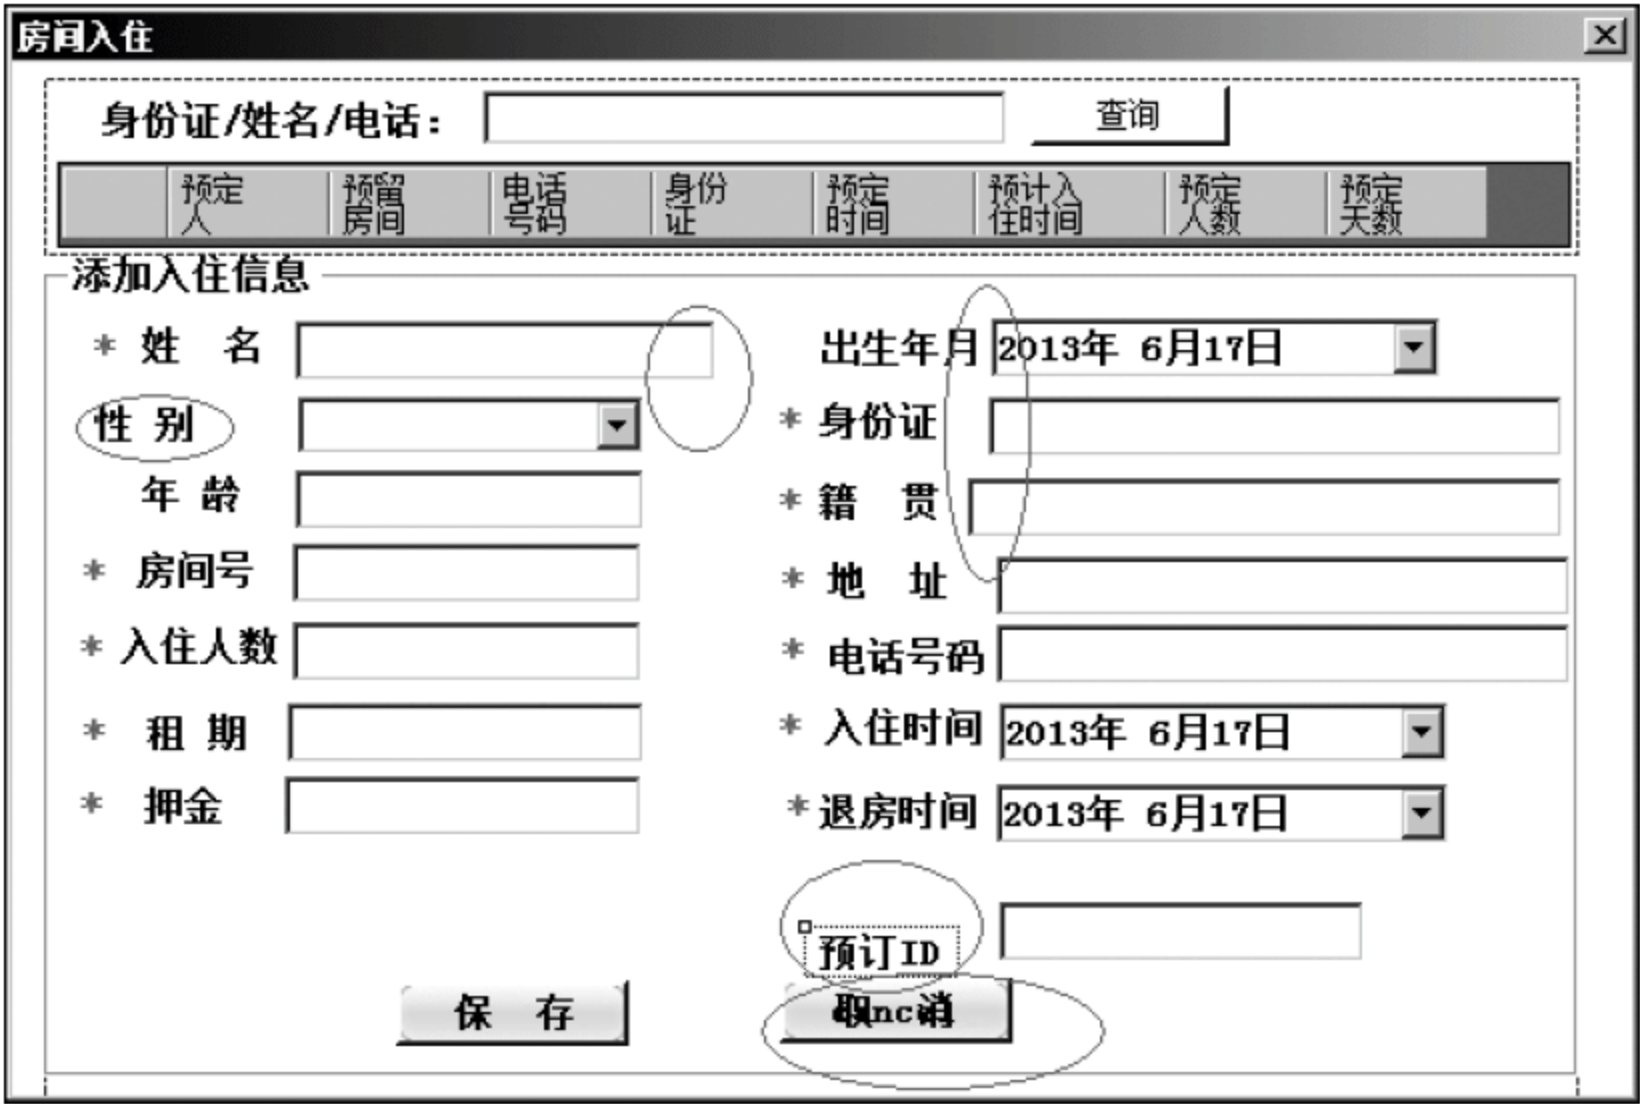 房间入住
身份证/姓名/电话： 查询
预定人 预留房间 电话号码 身份证 预定时间 预计入住时间 预定人数 预定天数
添加入住信息
* 姓 名 出生年月 2013年 6月17日
性 别 * 身份证
年 龄 * 籍 贯
* 房间号 * 地 址
* 入住人数 * 电话号码
* 租 期 * 入住时间 2013年 6月17日
* 押金 * 退房时间 2013年 6月17日
预订ID
保 存 取 消